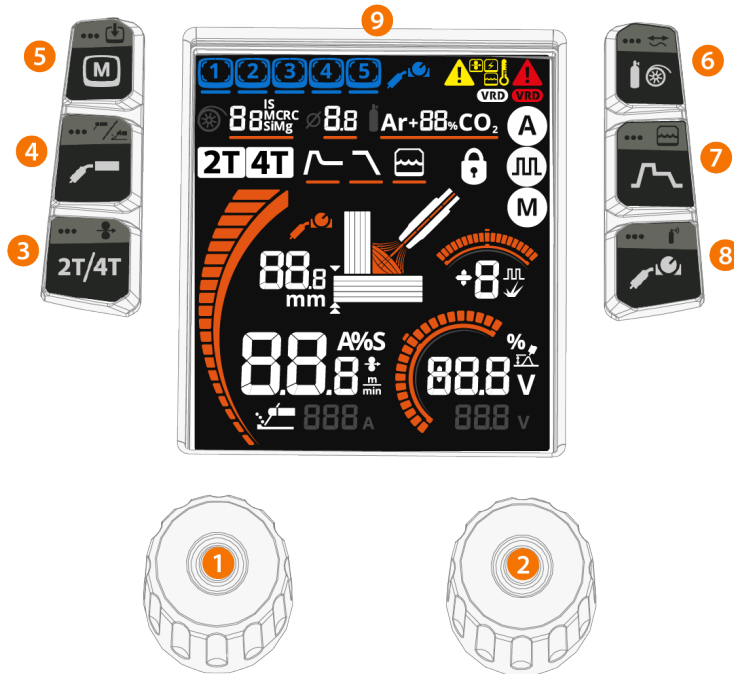 9
5
M
4
3
2T/4T
6
7
8
1 2 3 4 5
VRD VRD
88 IS MCRC SiMg 8.8 Ar+88%CO2 A
2T 4T
M
88.8
mm
+8
88.8 A%S
m
min
888 A
%
88.8 V
88.8 V
1
2